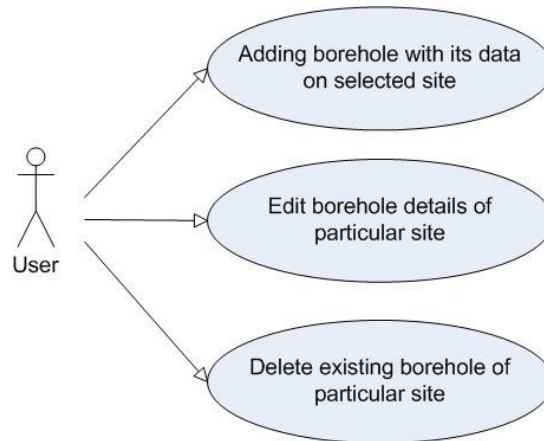 Adding borehole with its data
on selected site
Edit borehole details of
particular site
User
Delete existing borehole of
particular site